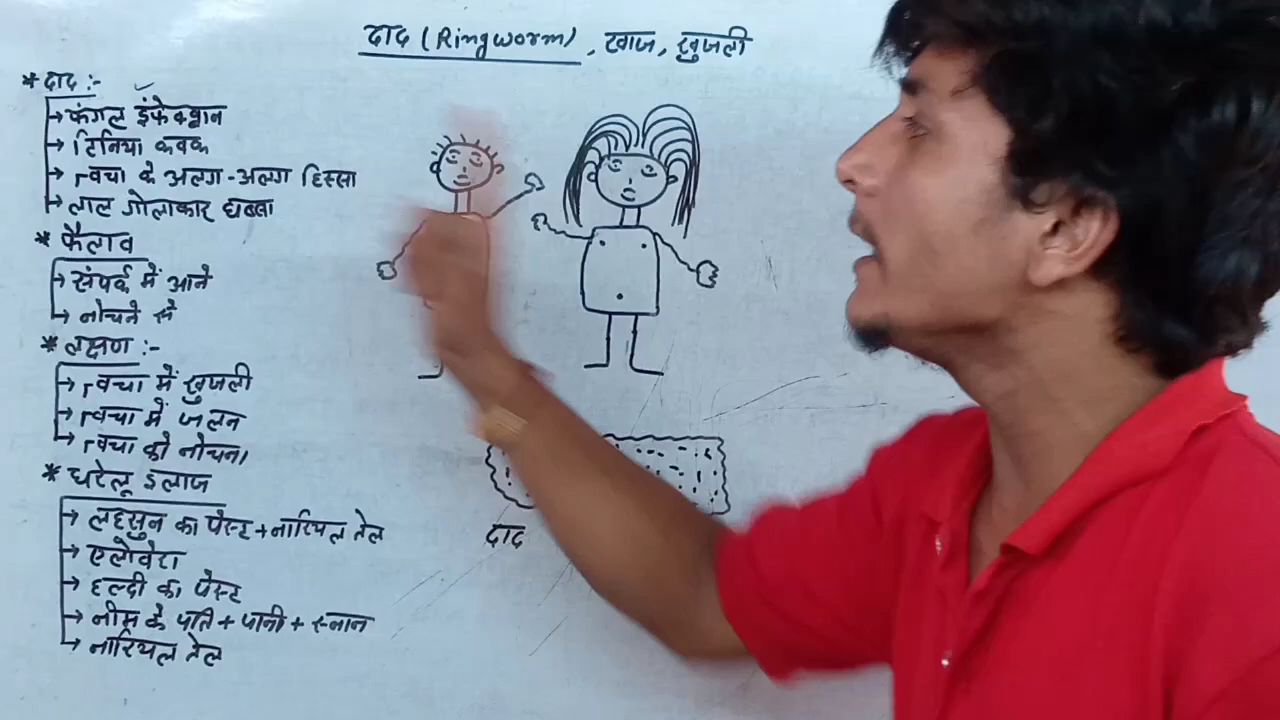 दाद (Ringworm), खाज, खुजली
* दाद :-
→ फंगल इंफेक्शन
→ टिनिया कवक
→ त्वचा के अलग-अलग हिस्सा
→ लाल गोलाकार धब्बा
* फैलाव
→ संपर्क में आने
→ नोचने से
* लक्षण :-
→ त्वचा में खुजली
→ त्वचा में जलन
→ त्वचा को नोचना
* घरेलू इलाज
→ लहसुन का पेस्ट + नारियल तेल
→ एलोवेरा
→ हल्दी का पेस्ट
→ नीम के पत्ति + पानी + स्नान
→ नारियल तेल
दाद